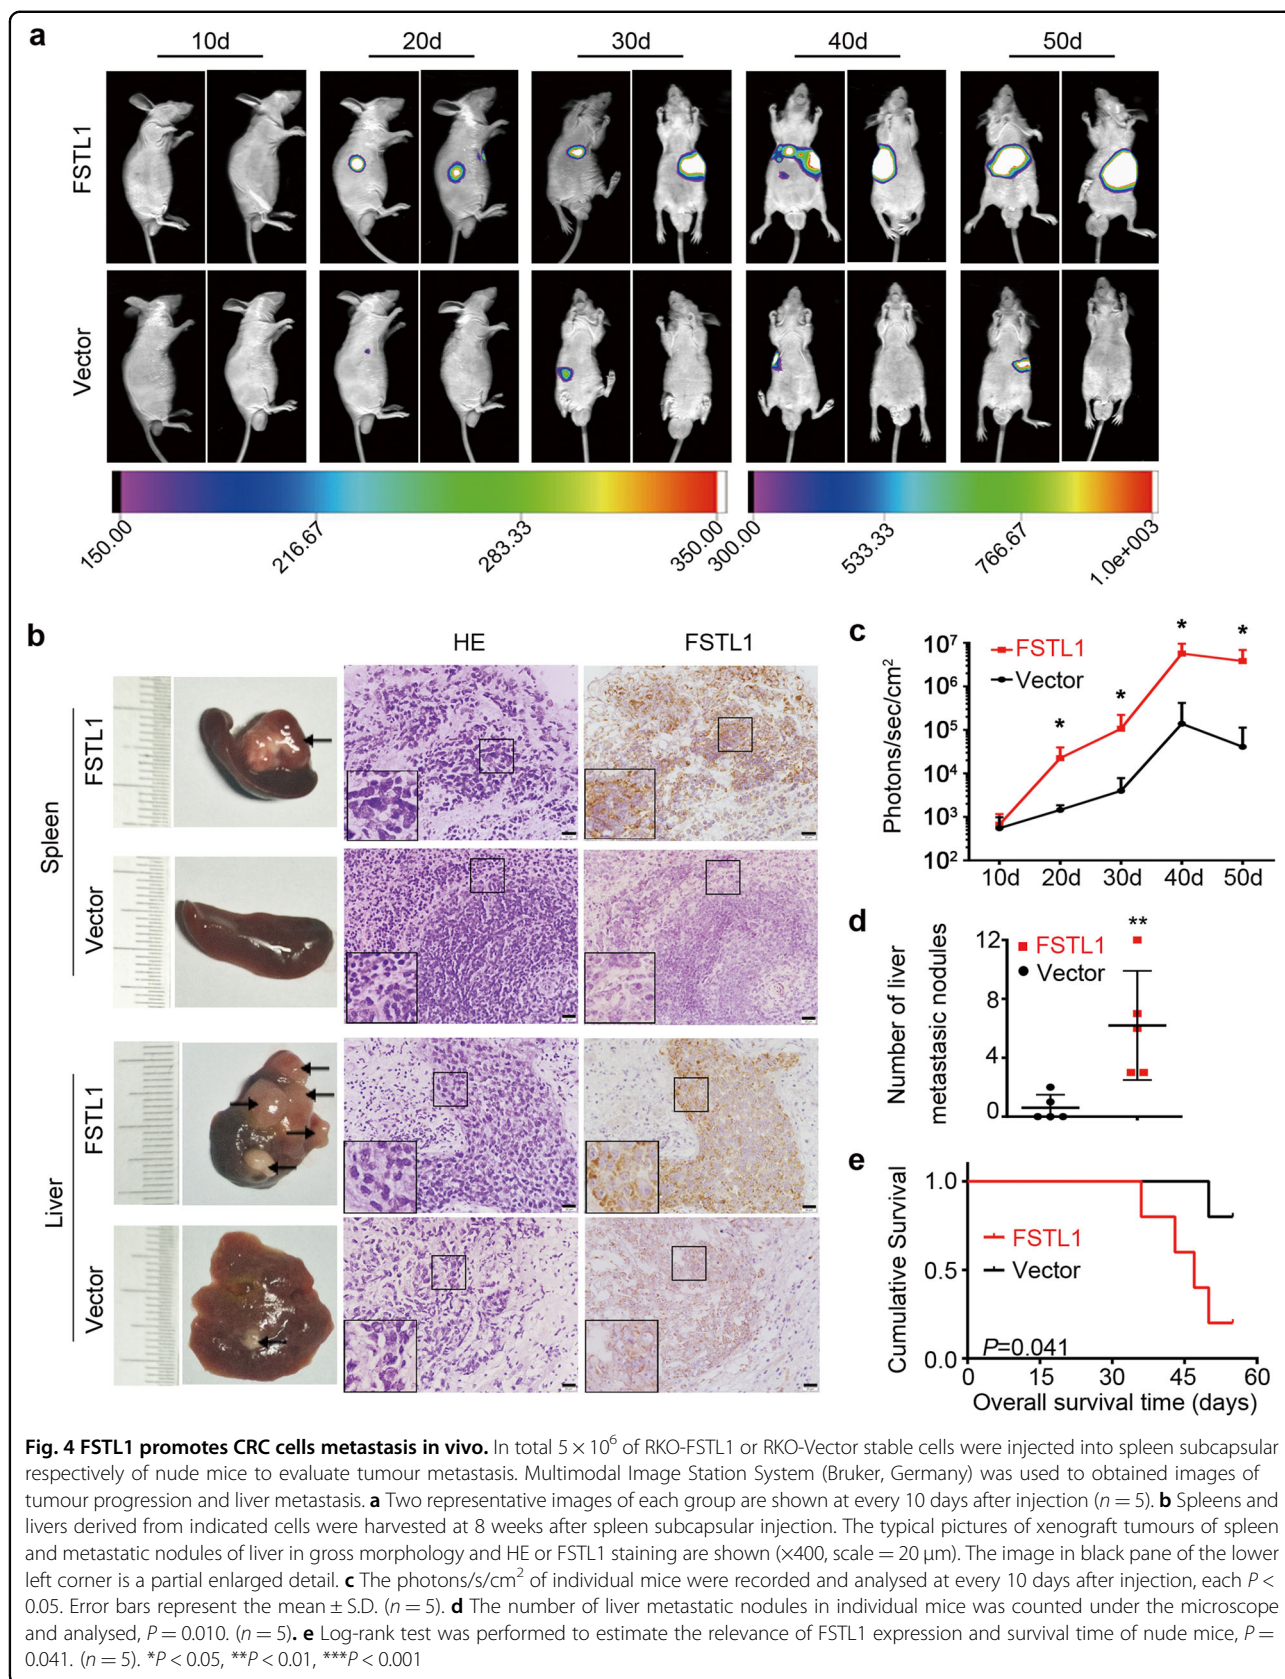 a
10d 20d 30d 40d 50d
FSTL1
Vector
150.00 216.67 283.33 350.00
300.00 533.33 766.67 1.0e+003
b
HE FSTL1
Spleen
FSTL1
Vector
Liver
FSTL1
Vector
c
Photons/sec/cm²
10⁷
10⁶
10⁵
10⁴
10³
10²
FSTL1
Vector
* * * *
10d 20d 30d 40d 50d
d
Number of liver
metastasic nodules
12
8
4
0
FSTL1
Vector
**
e
Cumulative Survival
1.0
0.5
0.0
FSTL1
Vector
P=0.041
0 15 30 45 60
Overall survival time (days)
Fig. 4 FSTL1 promotes CRC cells metastasis in vivo. In total 5 × 10⁶ of RKO-FSTL1 or RKO-Vector stable cells were injected into spleen subcapsular
respectively of nude mice to evaluate tumour metastasis. Multimodal Image Station System (Bruker, Germany) was used to obtained images of
tumour progression and liver metastasis. a Two representative images of each group are shown at every 10 days after injection (n = 5). b Spleens and
livers derived from indicated cells were harvested at 8 weeks after spleen subcapsular injection. The typical pictures of xenograft tumours of spleen
and metastatic nodules of liver in gross morphology and HE or FSTL1 staining are shown (×400, scale = 20 μm). The image in black pane of the lower
left corner is a partial enlarged detail. c The photons/s/cm² of individual mice were recorded and analysed at every 10 days after injection, each P <
0.05. Error bars represent the mean ± S.D. (n = 5). d The number of liver metastatic nodules in individual mice was counted under the microscope
and analysed, P = 0.010. (n = 5). e Log-rank test was performed to estimate the relevance of FSTL1 expression and survival time of nude mice, P =
0.041. (n = 5). *P < 0.05, **P < 0.01, ***P < 0.001